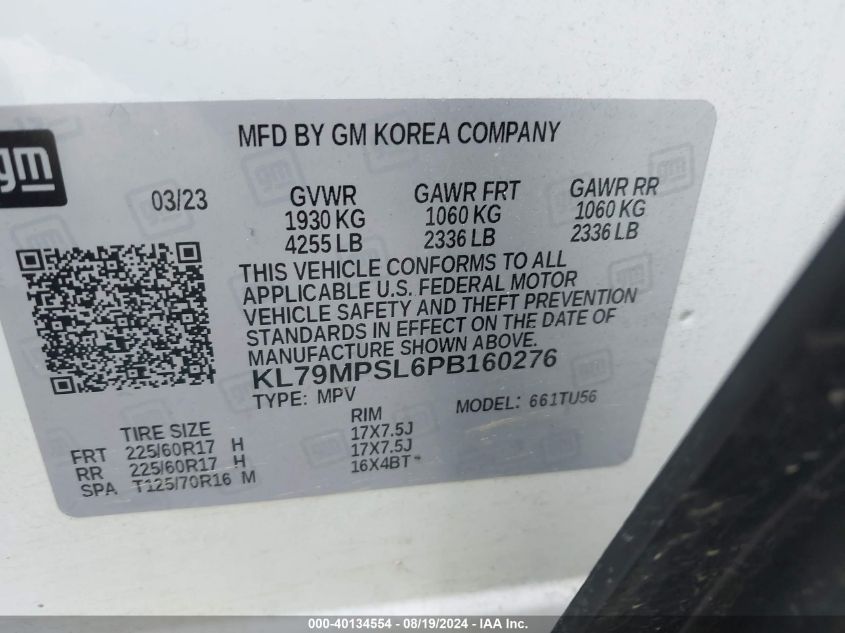 gm
MFD BY GM KOREA COMPANY
03/23
GVWR GAWR FRT GAWR RR
1930 KG 1060 KG 1060 KG
4255 LB 2336 LB 2336 LB
THIS VEHICLE CONFORMS TO ALL
APPLICABLE U.S. FEDERAL MOTOR
VEHICLE SAFETY AND THEFT PREVENTION
STANDARDS IN EFFECT ON THE DATE OF
MANUFACTURE SHOWN ABOVE.
KL79MPSL6PB160276
TYPE: MPV MODEL: 661TU56
TIRE SIZE RIM
FRT 225/60R17 H 17X7.5J
RR 225/60R17 H 17X7.5J
SPA T125/70R16 M 16X4BT
000-40134554 - 08/19/2024 - IAA Inc.